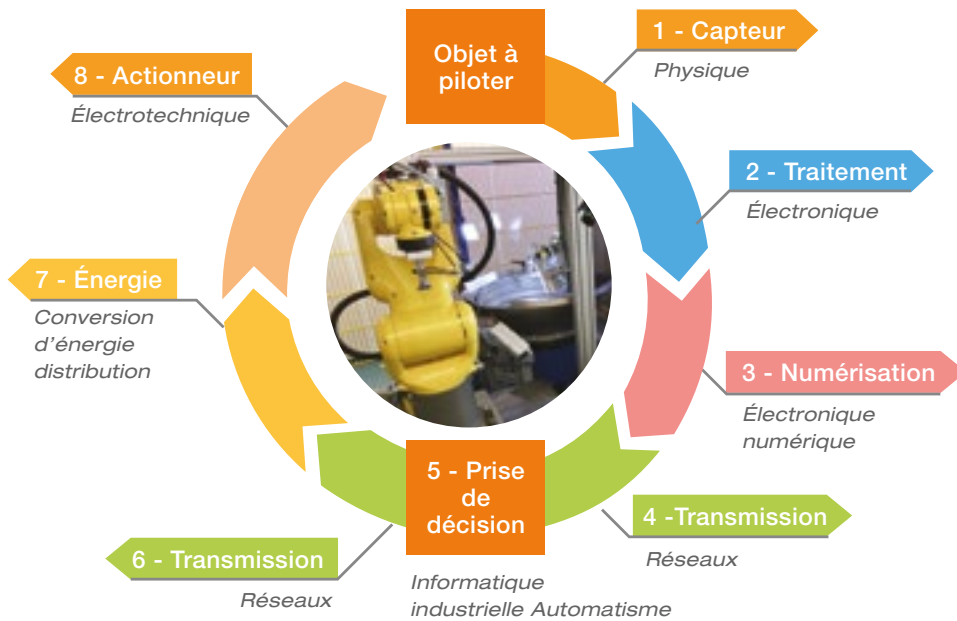 Objet à
piloter
1 - Capteur
Physique
2 - Traitement
Électronique
3 - Numérisation
Électronique
numérique
4 -Transmission
Réseaux
5 - Prise
de
décision
Informatique
industrielle Automatisme
6 - Transmission
Réseaux
7 - Énergie
Conversion
d'énergie
distribution
8 - Actionneur
Électrotechnique